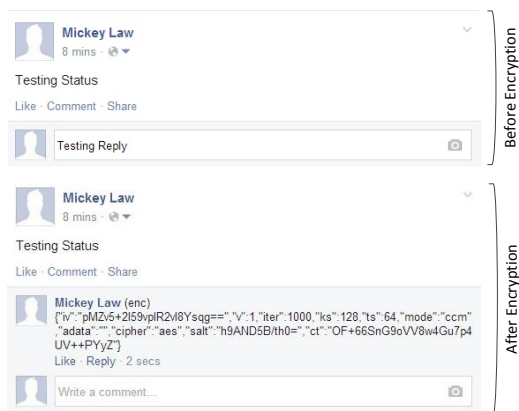 Mickey Law
8 mins ·
Testing Status
Like · Comment · Share
Testing Reply
Before Encryption
Mickey Law
8 mins ·
Testing Status
Like · Comment · Share
Mickey Law (enc)
{"iv":"pMZv5+2I59vplR2vl8Ysqg==","v":1,"iter":1000,"ks":128,"ts":64,"mode":"ccm"
,"adata":"","cipher":"aes","salt":"h9AND5B/th0=","ct":"OF+66SnG9oVV8w4Gu7p4
UV++PYyZ"}
Like · Reply · 2 secs
Write a comment...
After Encryption